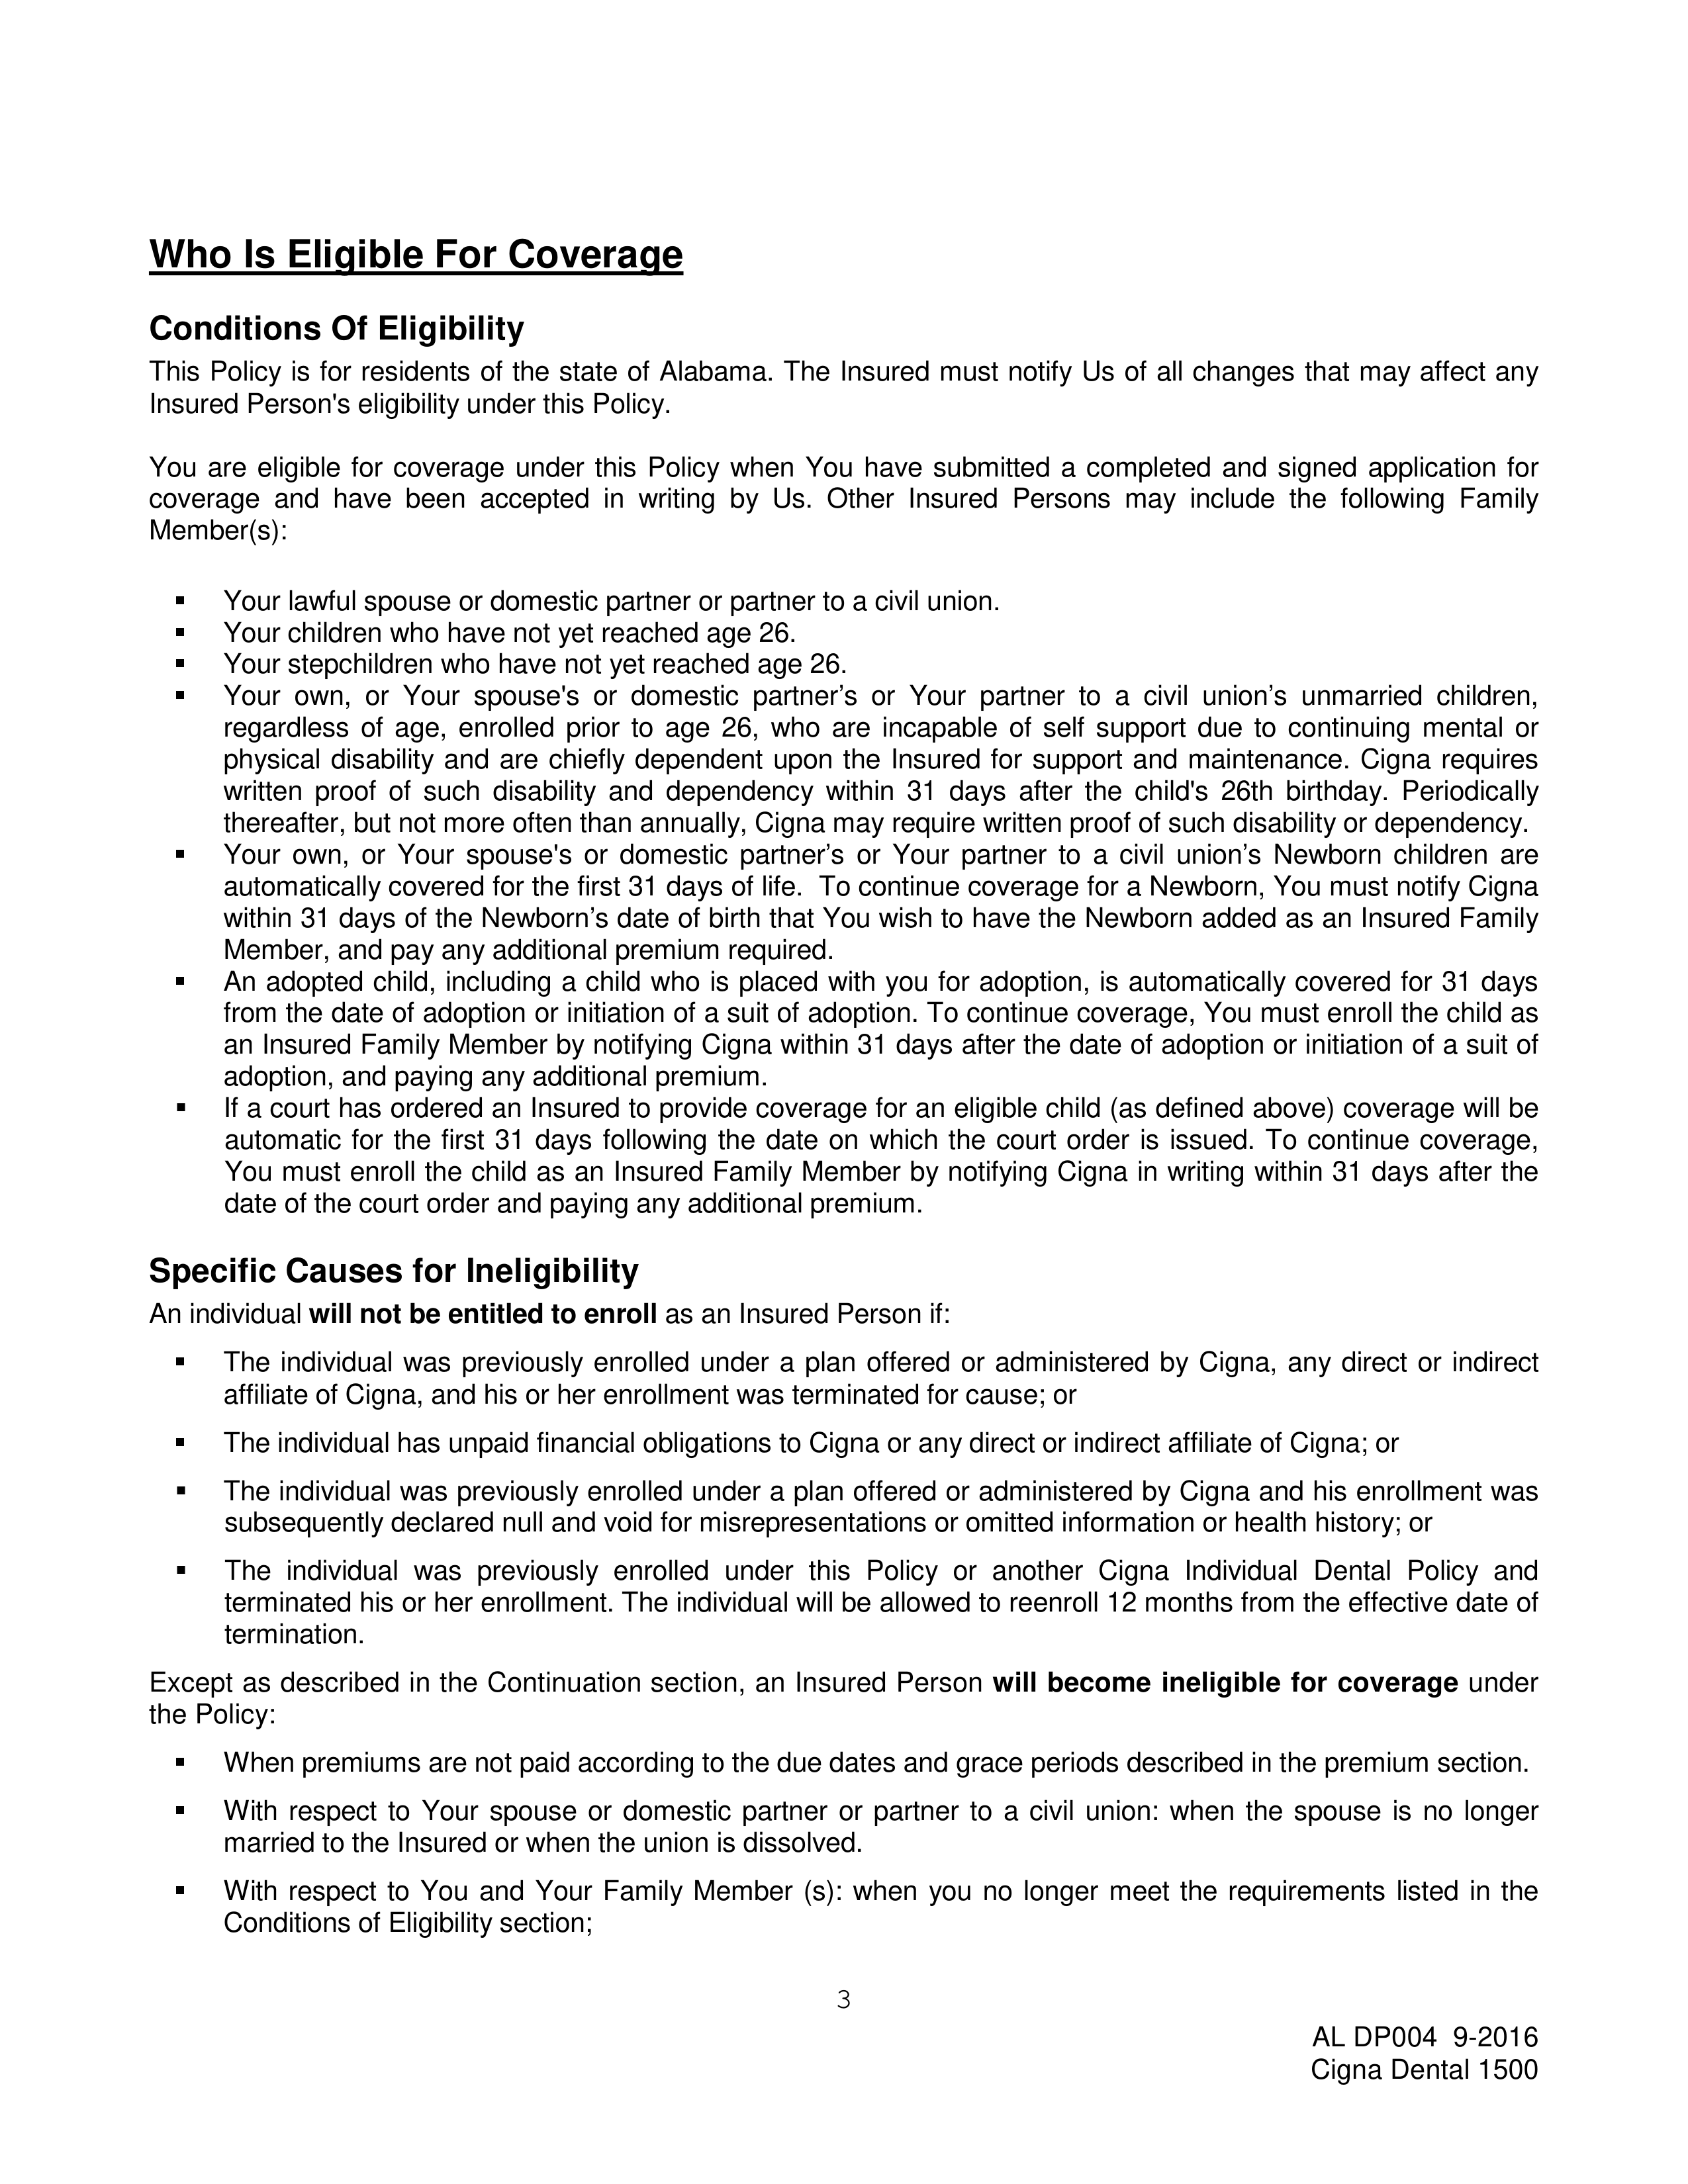 Who Is Eligible For Coverage
Conditions Of Eligibility
This Policy is for residents of the state of Alabama. The Insured must notify Us of all changes that may affect any
Insured Person's eligibility under this Policy.
You are eligible for coverage under this Policy when You have submitted a completed and signed application for
coverage and have been accepted in writing by Us. Other Insured Persons may include the following Family
Member(s):
▪ Your lawful spouse or domestic partner or partner to a civil union.
▪ Your children who have not yet reached age 26.
▪ Your stepchildren who have not yet reached age 26.
▪ Your own, or Your spouse's or domestic partner’s or Your partner to a civil union’s unmarried children,
regardless of age, enrolled prior to age 26, who are incapable of self support due to continuing mental or
physical disability and are chiefly dependent upon the Insured for support and maintenance. Cigna requires
written proof of such disability and dependency within 31 days after the child's 26th birthday. Periodically
thereafter, but not more often than annually, Cigna may require written proof of such disability or dependency.
▪ Your own, or Your spouse's or domestic partner’s or Your partner to a civil union’s Newborn children are
automatically covered for the first 31 days of life.  To continue coverage for a Newborn, You must notify Cigna
within 31 days of the Newborn’s date of birth that You wish to have the Newborn added as an Insured Family
Member, and pay any additional premium required.
▪ An adopted child, including a child who is placed with you for adoption, is automatically covered for 31 days
from the date of adoption or initiation of a suit of adoption. To continue coverage, You must enroll the child as
an Insured Family Member by notifying Cigna within 31 days after the date of adoption or initiation of a suit of
adoption, and paying any additional premium.
▪ If a court has ordered an Insured to provide coverage for an eligible child (as defined above) coverage will be
automatic for the first 31 days following the date on which the court order is issued. To continue coverage,
You must enroll the child as an Insured Family Member by notifying Cigna in writing within 31 days after the
date of the court order and paying any additional premium.
Specific Causes for Ineligibility
An individual will not be entitled to enroll as an Insured Person if:
▪ The individual was previously enrolled under a plan offered or administered by Cigna, any direct or indirect
affiliate of Cigna, and his or her enrollment was terminated for cause; or
▪ The individual has unpaid financial obligations to Cigna or any direct or indirect affiliate of Cigna; or
▪ The individual was previously enrolled under a plan offered or administered by Cigna and his enrollment was
subsequently declared null and void for misrepresentations or omitted information or health history; or
▪ The individual was previously enrolled under this Policy or another Cigna Individual Dental Policy and
terminated his or her enrollment. The individual will be allowed to reenroll 12 months from the effective date of
termination.
Except as described in the Continuation section, an Insured Person will become ineligible for coverage under
the Policy:
▪ When premiums are not paid according to the due dates and grace periods described in the premium section.
▪ With respect to Your spouse or domestic partner or partner to a civil union: when the spouse is no longer
married to the Insured or when the union is dissolved.
▪ With respect to You and Your Family Member (s): when you no longer meet the requirements listed in the
Conditions of Eligibility section;
3
AL DP004  9-2016
Cigna Dental 1500